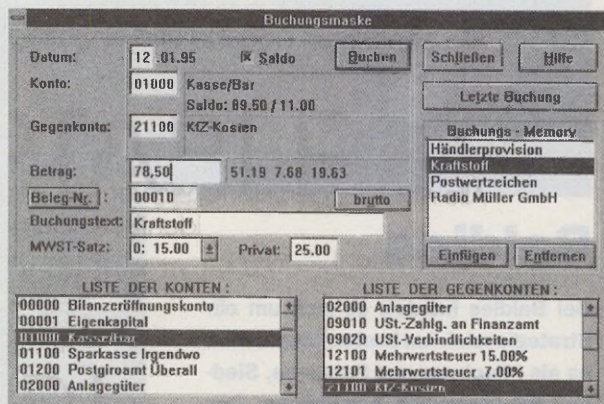 Buchungsmaske
Datum: 12 .01.95 Saldo Buchen Schließen Hilfe
Konto: 01000 Kasse/Bar
Saldo: 89.50 / 11.00 Letzte Buchung
Gegenkonto: 21100 KfZ-Kosten
Buchungs - Memory
Händlerprovision
Kraftstoff
Postwertzeichen
Radio Müller GmbH
Betrag: 78,50 51.19 7.68 19.63
Beleg-Nr. : 00010 brutto
Buchungstext: Kraftstoff
MWST-Satz: 0: 15.00 Privat: 25.00 Einfügen Entfernen
LISTE DER KONTEN :
00000 Bilanzeröffnungskonto
00001 Eigenkapital
01000 Kasse/Bar
01100 Sparkasse Irgendwo
01200 Postgiroamt Überall
02000 Anlagegüter
LISTE DER GEGENKONTEN :
02000 Anlagegüter
09010 USt.-Zahlg. an Finanzamt
09020 USt.-Verbindlichkeiten
12100 Mehrwertsteuer 15.00%
12101 Mehrwertsteuer 7.00%
21100 KfZ-Kosten